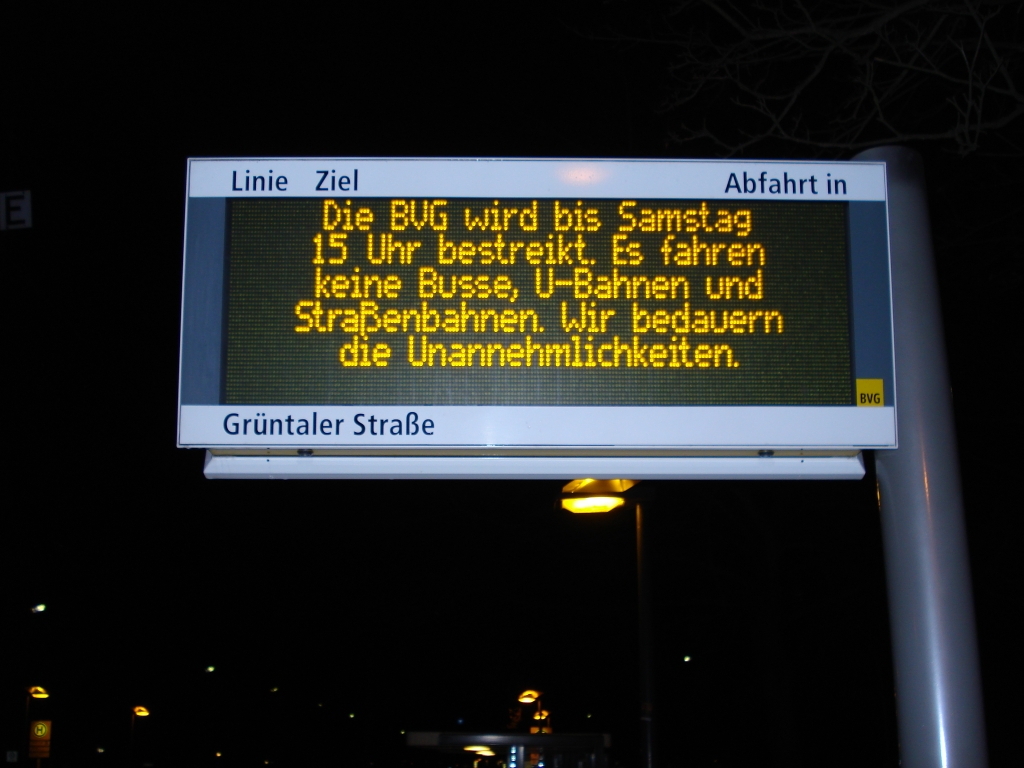 E
Linie Ziel Abfahrt in
Die BVG wird bis Samstag
15 Uhr bestreikt. Es fahren
keine Busse, U-Bahnen und
Straßenbahnen. Wir bedauern
die Unannehmlichkeiten.
BVG
Grüntaler Straße
H